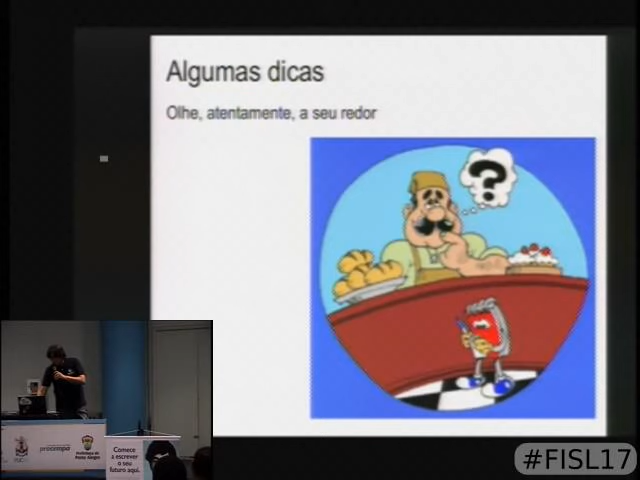 Algumas dicas
Olhe, atentamente, a seu redor
?
procempa
Prefeitura de
Porto Alegre
Comece
a escrever
o seu
futuro aqui.
#FISL17